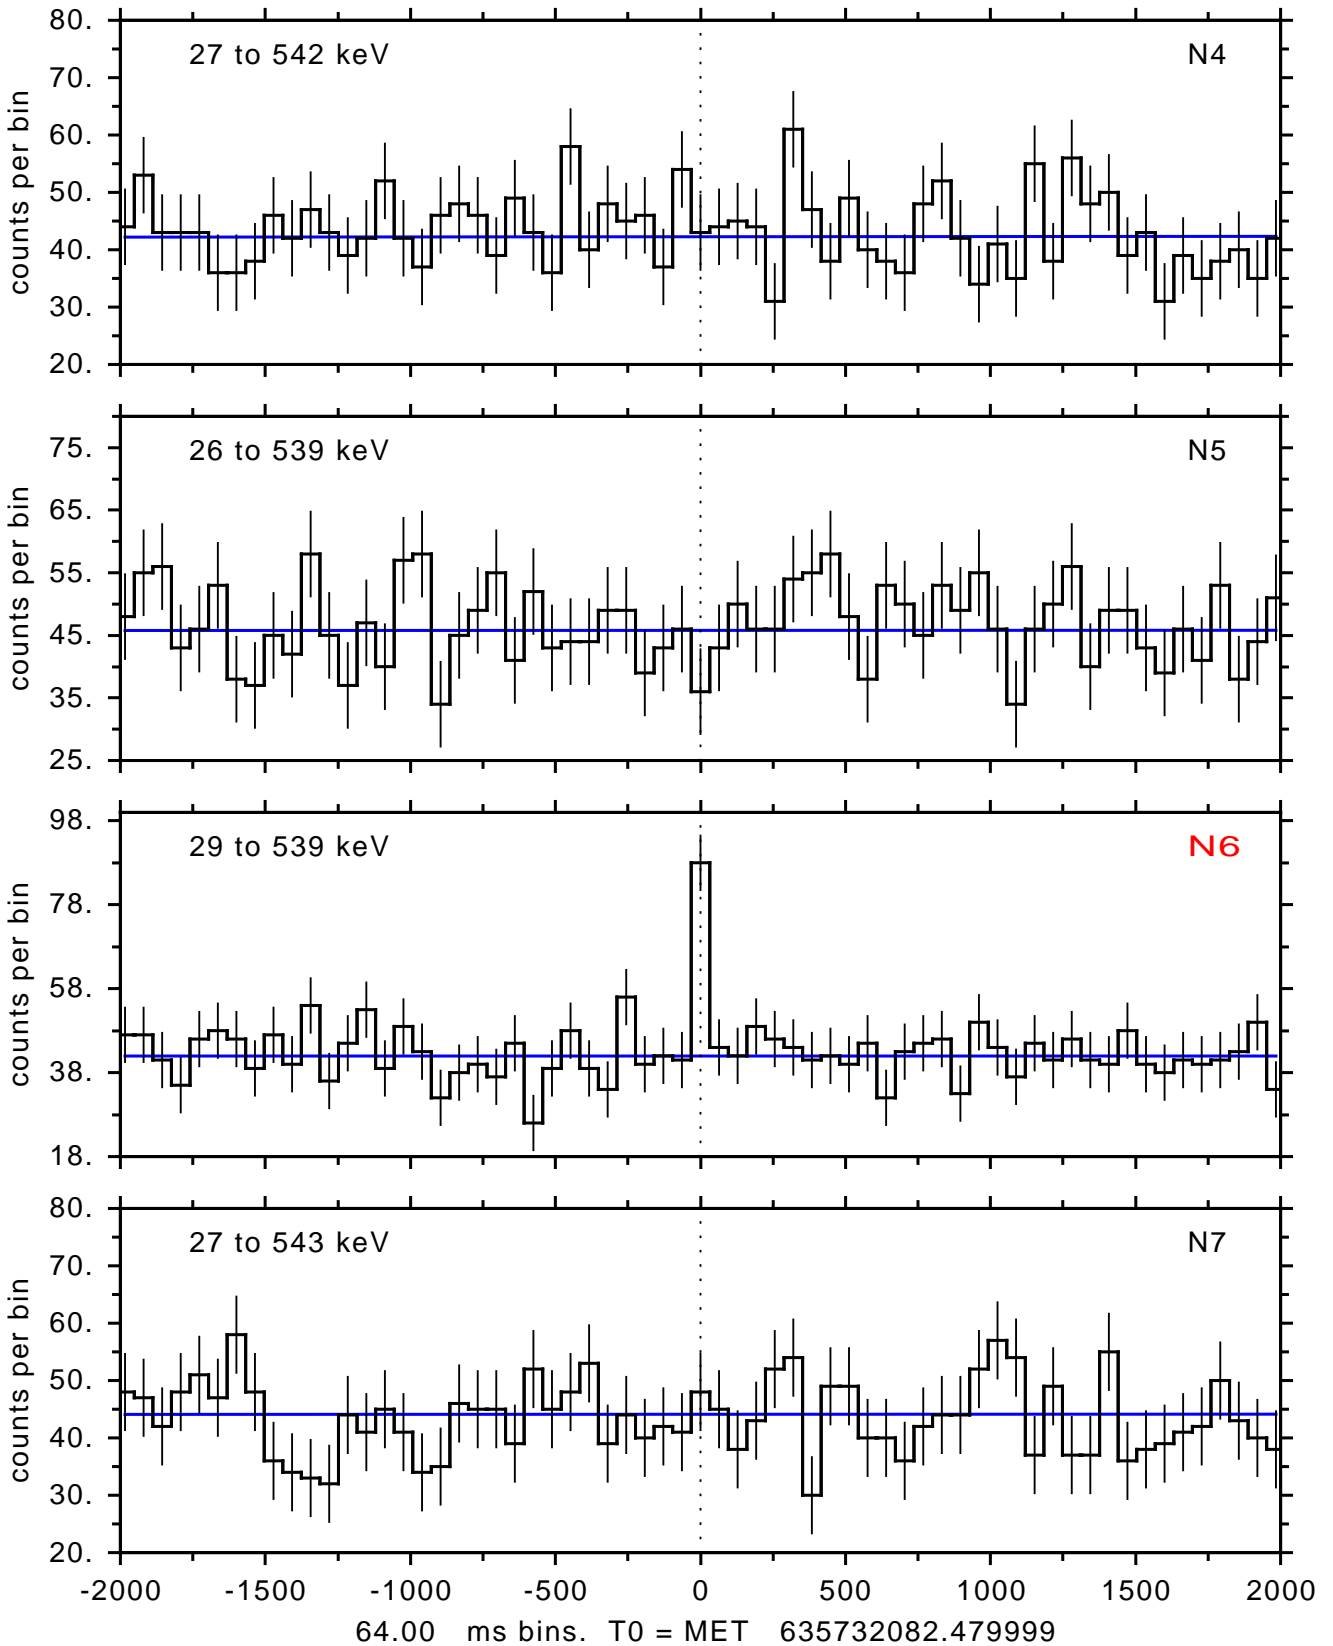 80.
27 to 542 keV
N4
70.
60.
50.
40.
30.
20.
counts per bin
26 to 539 keV
N5
75.
65.
55.
45.
35.
25.
counts per bin
98.
29 to 539 keV
N6
78.
58.
38.
18.
counts per bin
80.
27 to 543 keV
N7
70.
60.
50.
40.
30.
20.
counts per bin
-2000 -1500 -1000 -500 0 500 1000 1500 2000
64.00 ms bins. T0 = MET 635732082.479999